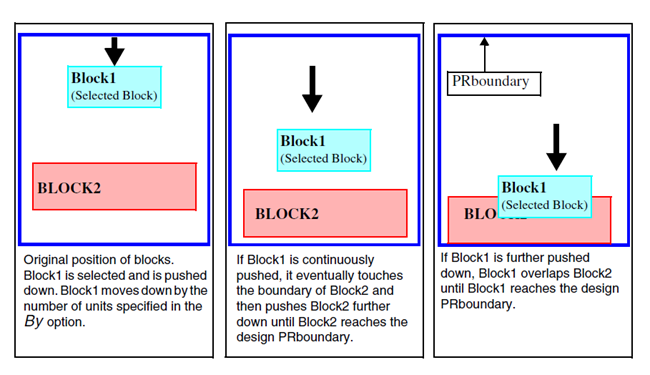 Block1
(Selected Block)
BLOCK2
Original position of blocks.
Block1 is selected and is pushed
down. Block1 moves down by the
number of units specified in the
By option.
Block1
(Selected Block)
BLOCK2
If Block1 is continuously
pushed, it eventually touches
the boundary of Block2 and
then pushes Block2 further
down until Block2 reaches the
design PRboundary.
PRboundary
Block1
(Selected Block)
BLO
If Block1 is further pushed
down, Block1 overlaps Block2
until Block1 reaches the design
PRboundary.